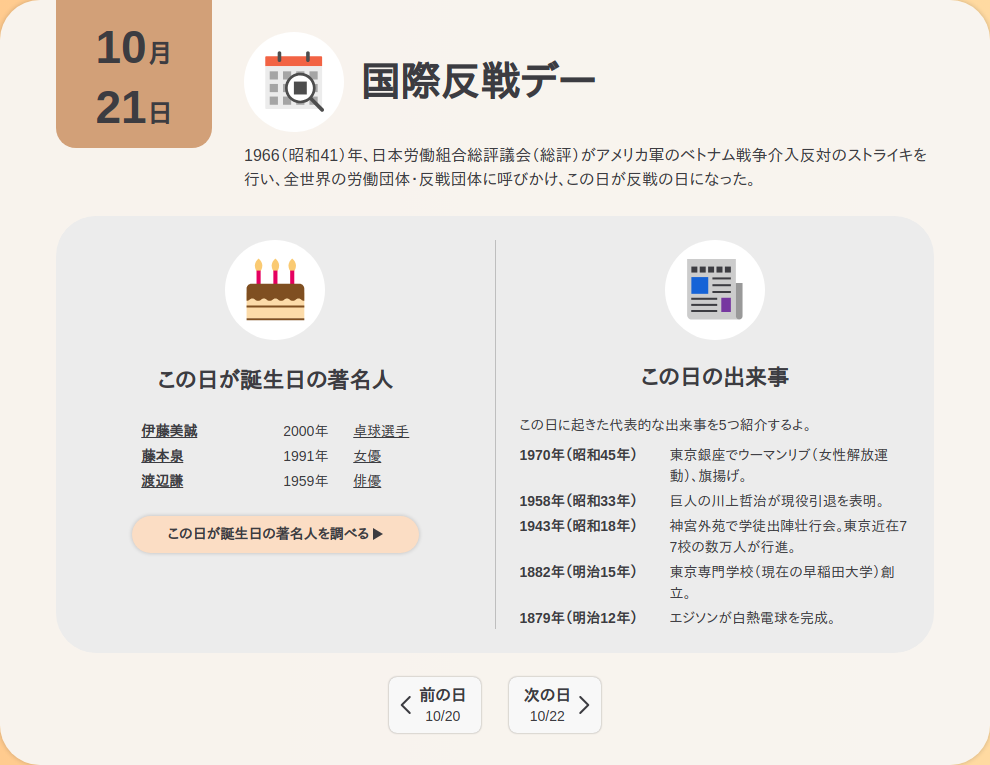 10月
21日
国際反戦デー
1966（昭和41）年、日本労働組合総評議会（総評）がアメリカ軍のベトナム戦争介入反対のストライキを
行い、全世界の労働団体・反戦団体に呼びかけ、この日が反戦の日になった。
この日が誕生日の著名人
伊藤美誠 2000年 卓球選手
藤本泉 1991年 女優
渡辺謙 1959年 俳優
この日が誕生日の著名人を調べる▶
この日の出来事
この日に起きた代表的な出来事を5つ紹介するよ。
1970年（昭和45年） 東京銀座でウーマンリブ（女性解放運
動）、旗揚げ。
1958年（昭和33年） 巨人の川上哲治が現役引退を表明。
1943年（昭和18年） 神宮外苑で学徒出陣壮行会。東京近在7
7校の数万人が行進。
1882年（明治15年） 東京専門学校（現在の早稲田大学）創
立。
1879年（明治12年） エジソンが白熱電球を完成。
前の日
10/20
次の日
10/22